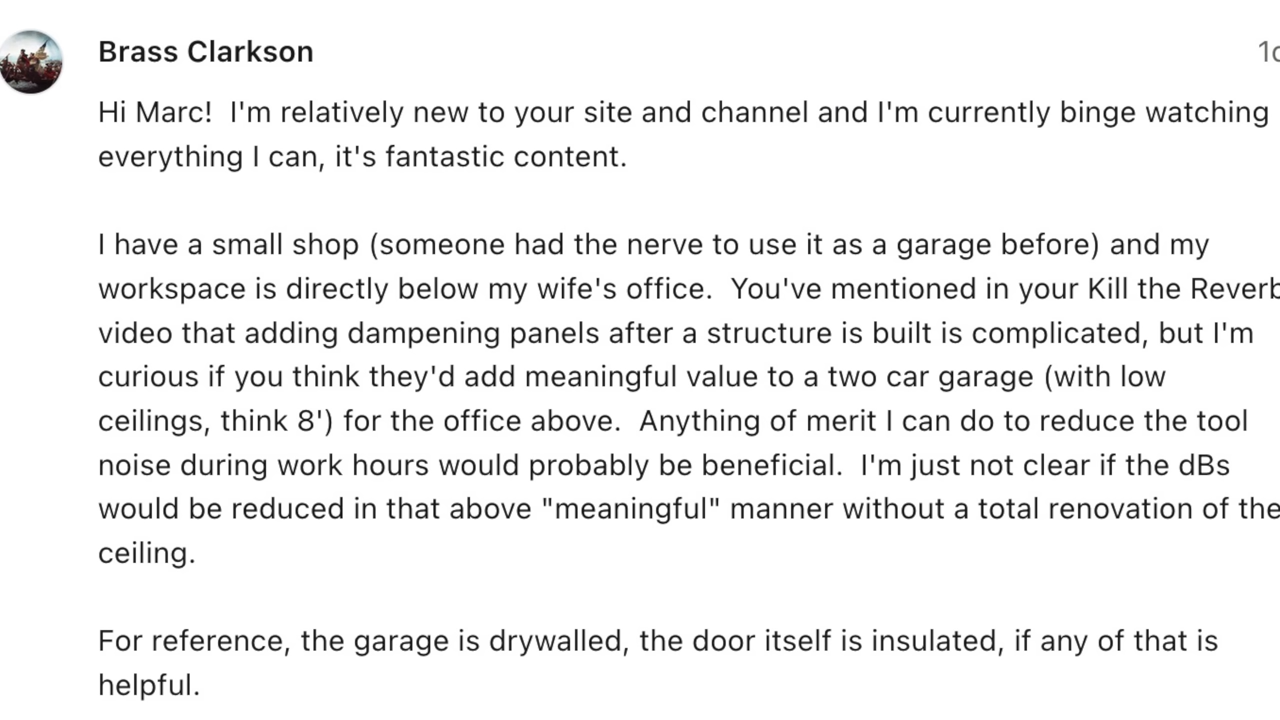 Brass Clarkson
Hi Marc!  I'm relatively new to your site and channel and I'm currently binge watching
everything I can, it's fantastic content.
I have a small shop (someone had the nerve to use it as a garage before) and my
workspace is directly below my wife's office.  You've mentioned in your Kill the Reverb
video that adding dampening panels after a structure is built is complicated, but I'm
curious if you think they'd add meaningful value to a two car garage (with low
ceilings, think 8') for the office above.  Anything of merit I can do to reduce the tool
noise during work hours would probably be beneficial.  I'm just not clear if the dBs
would be reduced in that above "meaningful" manner without a total renovation of the
ceiling.
For reference, the garage is drywalled, the door itself is insulated, if any of that is
helpful.